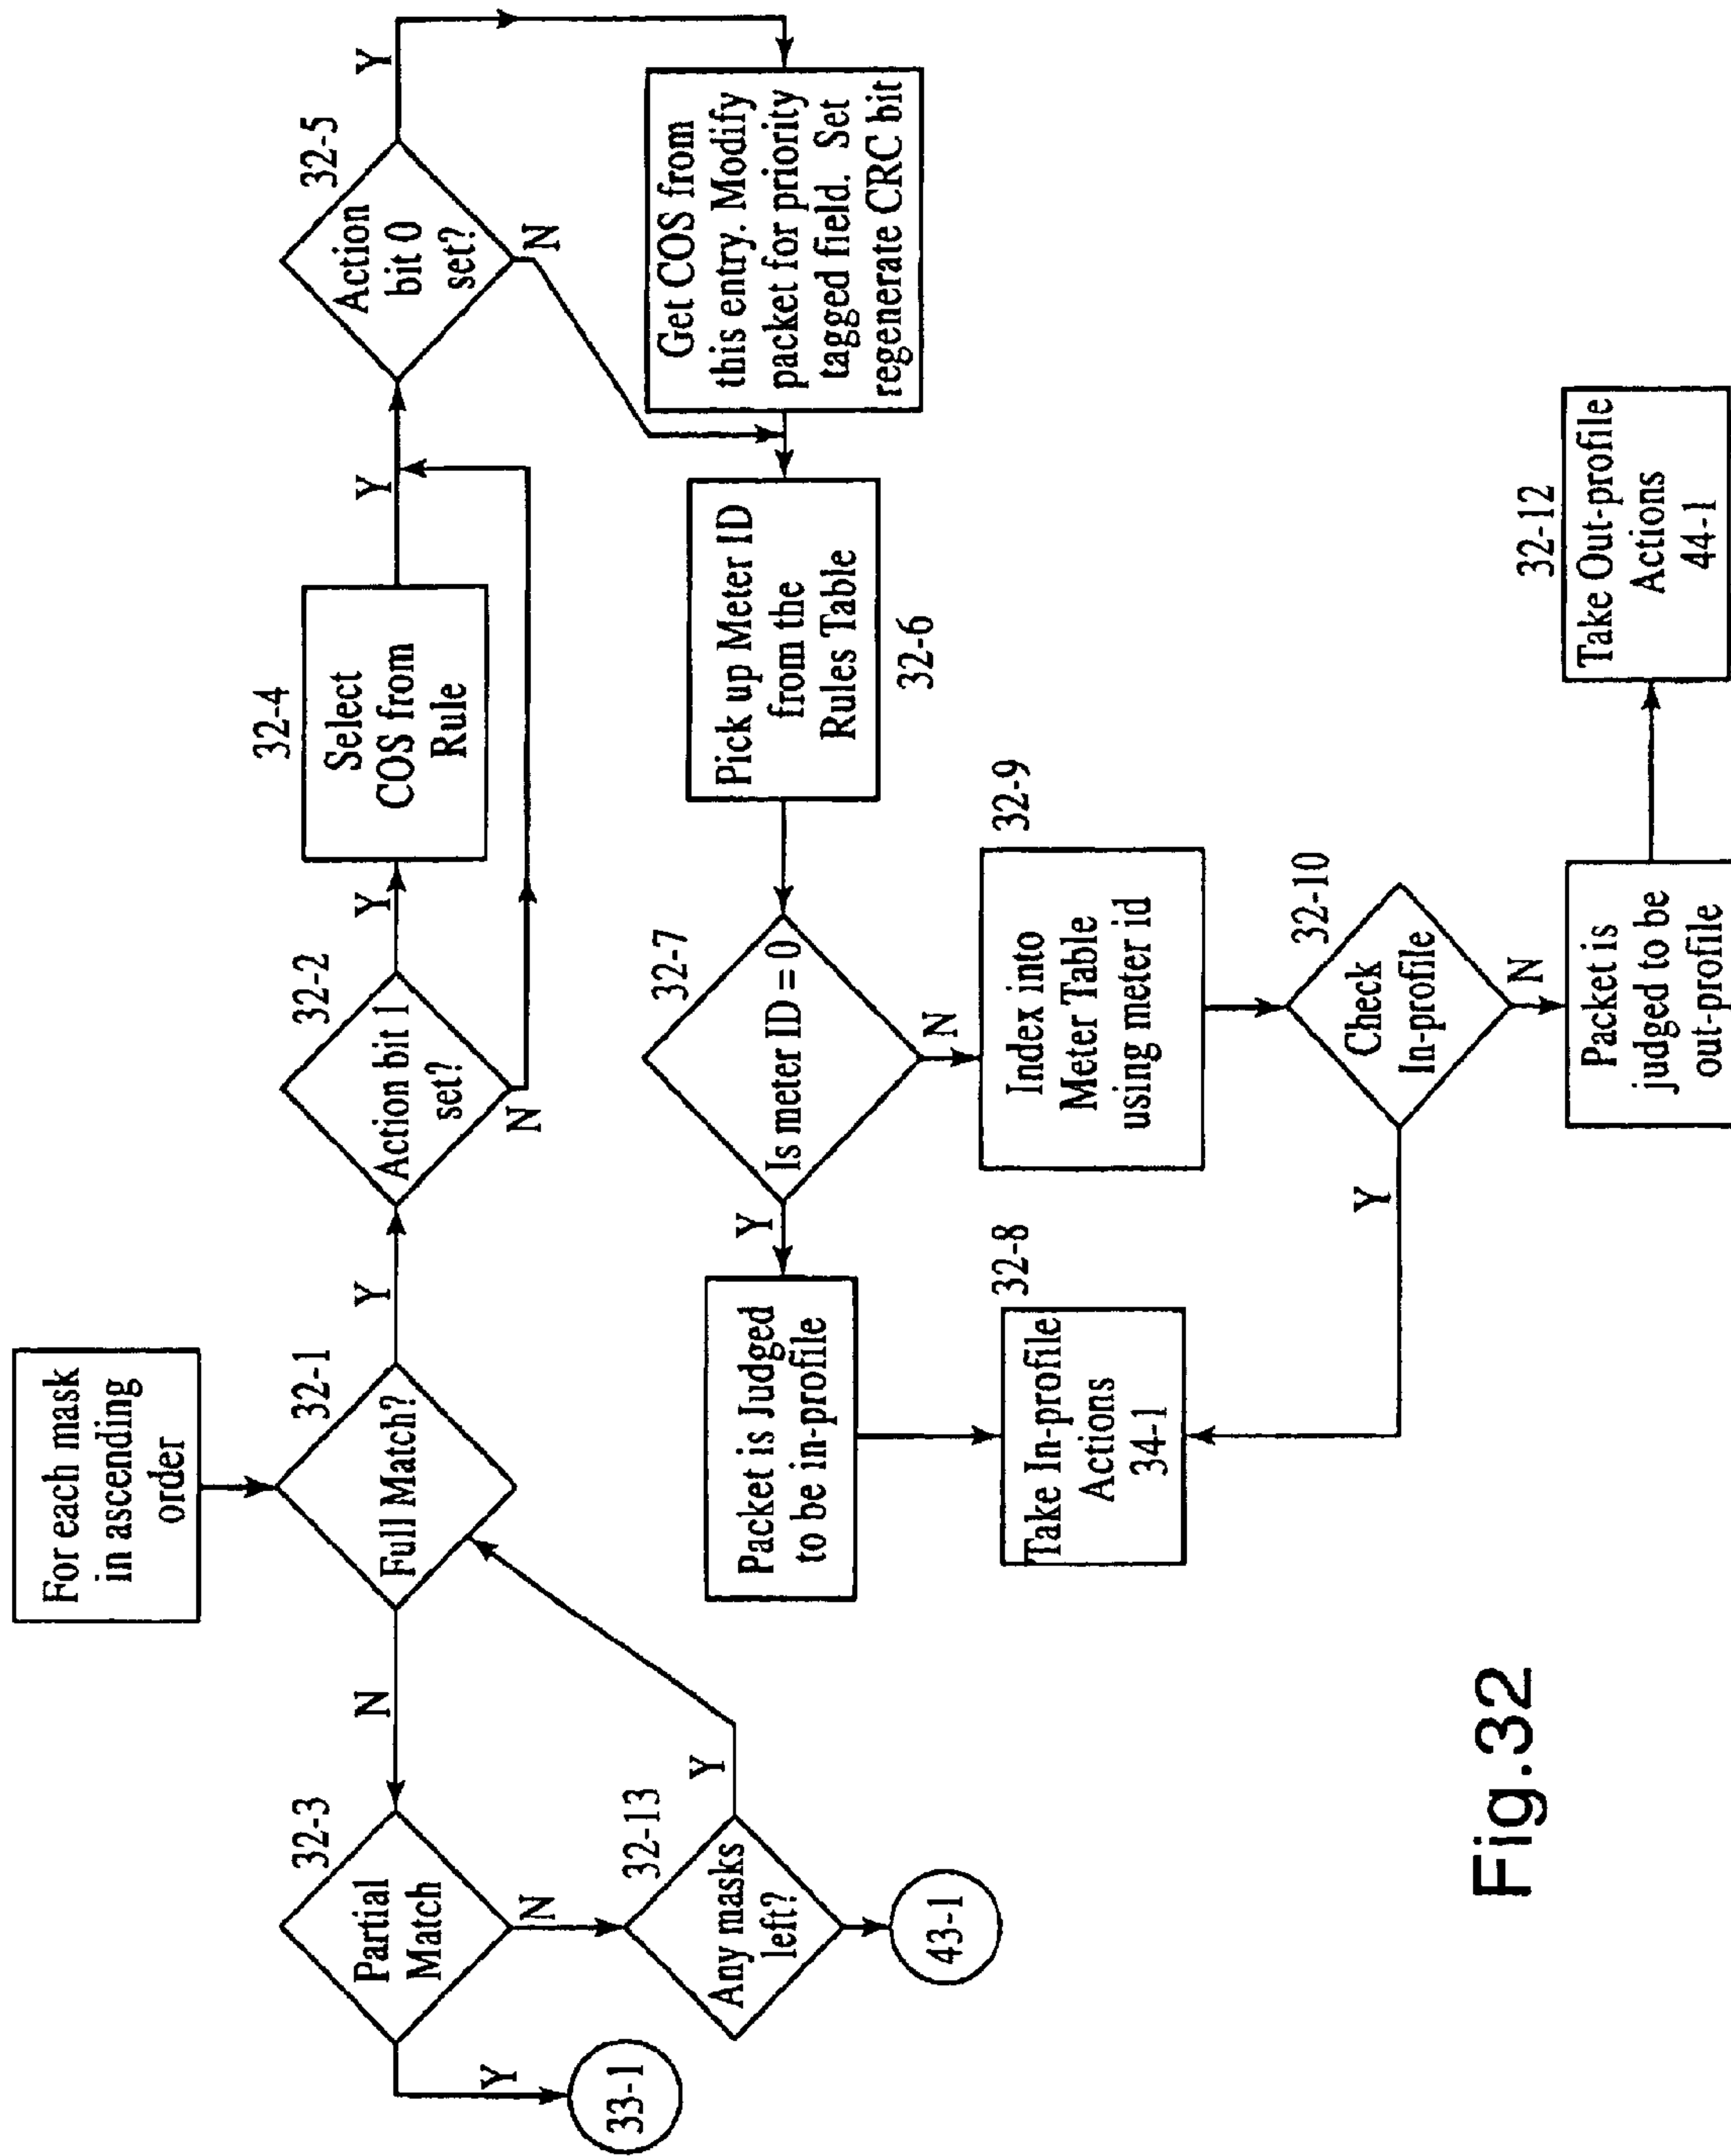 For each mask
in ascending
order
32-1
Full Match?
Y
N
32-2
Action bit 1
set?
Y
N
32-4
Select
COS from
Rule
Y
32-5
Action
bit 0
set?
Y
N
Get COS from
this entry. Modify
packet for priority
tagged field. Set
regenerate CRC bit
32-3
Partial
Match
Y
N
33-1
32-13
Any masks
left?
Y
43-1
Pick up Meter ID
from the
Rules Table
32-6
32-7
Is meter ID = 0
Y
N
Packet is Judged
to be in-profile
32-8
Take In-profile
Actions
34-1
32-9
Index into
Meter Table
using meter id
32-10
Check
In-profile
Y
N
Packet is
judged to be
out-profile
32-12
Take Out-profile
Actions
44-1
Fig.32